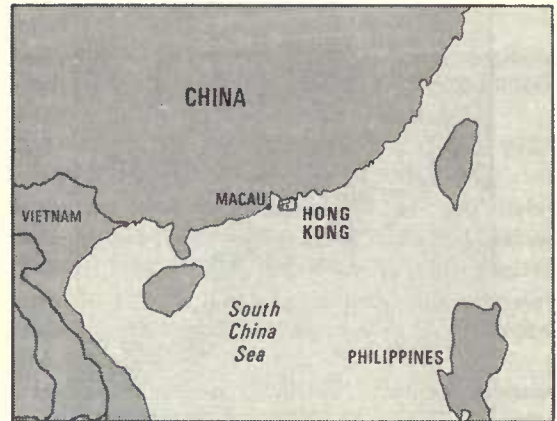 CHINA
MACAU
HONG
KONG
VIETNAM
South
China
Sea
PHILIPPINES